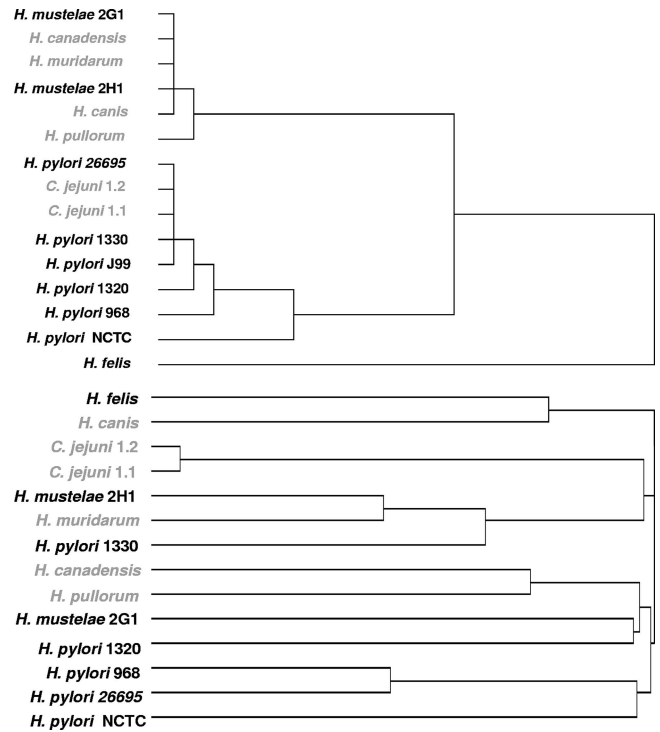 H. mustelae 2G1
H. canadensis
H. muridarum
H. mustelae 2H1
H. canis
H. pullorum
H. pylori 26695
C. jejuni 1.2
C. jejuni 1.1
H. pylori 1330
H. pylori J99
H. pylori 1320
H. pylori 968
H. pylori NCTC
H. felis
H. felis
H. canis
C. jejuni 1.2
C. jejuni 1.1
H. mustelae 2H1
H. muridarum
H. pylori 1330
H. canadensis
H. pullorum
H. mustelae 2G1
H. pylori 1320
H. pylori 968
H. pylori 26695
H. pylori NCTC